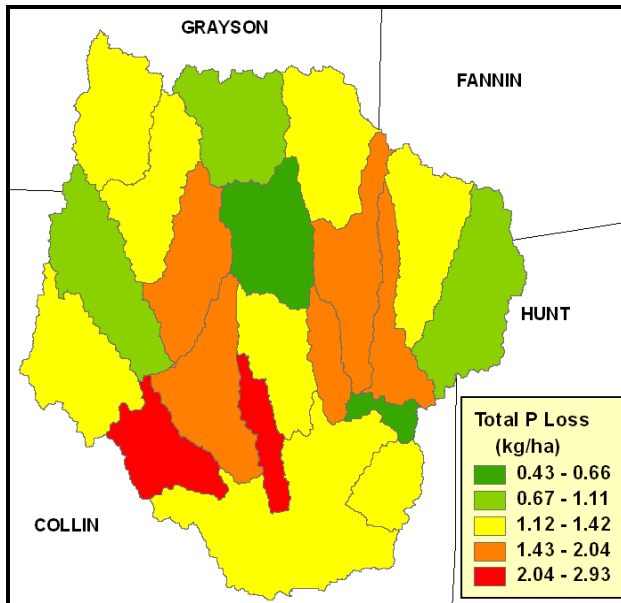 GRAYSON
FANNIN
HUNT
COLLIN
Total P Loss
(kg/ha)
0.43 - 0.66
0.67 - 1.11
1.12 - 1.42
1.43 - 2.04
2.04 - 2.93